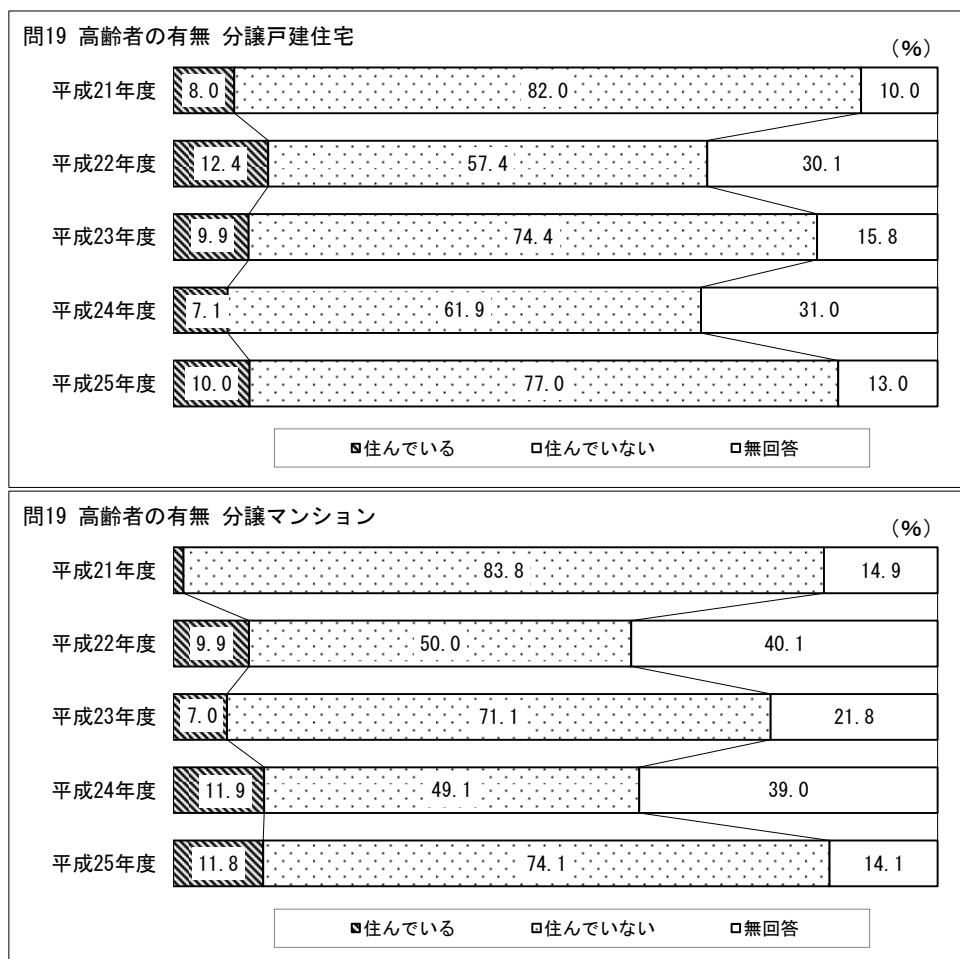 問19 高齢者の有無 分譲戸建住宅
(%)
平成21年度 8.0 82.0 10.0
平成22年度 12.4 57.4 30.1
平成23年度 9.9 74.4 15.8
平成24年度 7.1 61.9 31.0
平成25年度 10.0 77.0 13.0
住んでいる 住んでいない 無回答
問19 高齢者の有無 分譲マンション
(%)
平成21年度 83.8 14.9
平成22年度 9.9 50.0 40.1
平成23年度 7.0 71.1 21.8
平成24年度 11.9 49.1 39.0
平成25年度 11.8 74.1 14.1
住んでいる 住んでいない 無回答